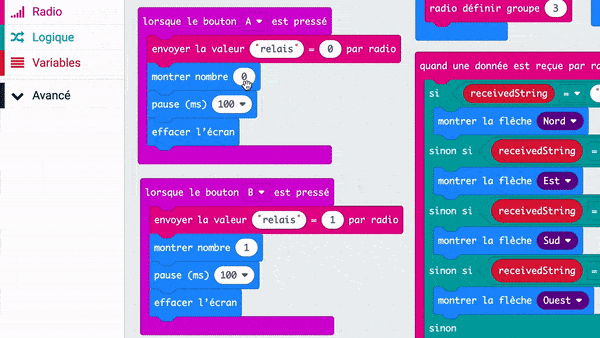 Radio
Logique
Variables
Avancé
lorsque le bouton A est pressé
envoyer la valeur "relais" = 0 par radio
montrer nombre 0
pause (ms) 100
effacer l'écran
lorsque le bouton B est pressé
envoyer la valeur "relais" = 1 par radio
montrer nombre 1
pause (ms) 100
effacer l'écran
radio définir groupe 3
quand une donnée est reçue par ra
si receivedString = "
montrer la flèche Nord
sinon si receivedString =
montrer la flèche Est
sinon si receivedString =
montrer la flèche Sud
sinon si receivedString =
montrer la flèche Ouest
sinon